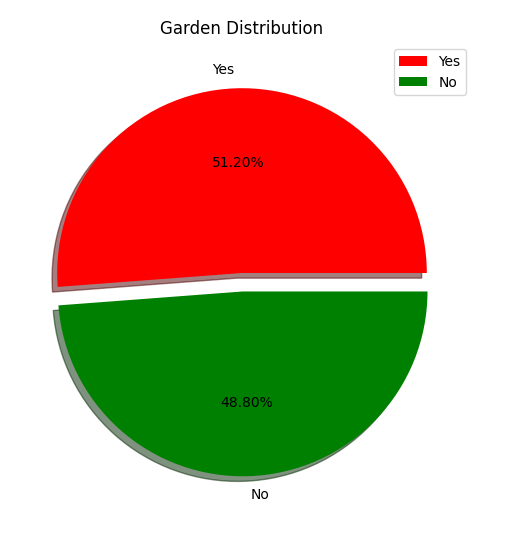 Garden Distribution
Yes
Yes
No
51.20%
48.80%
No